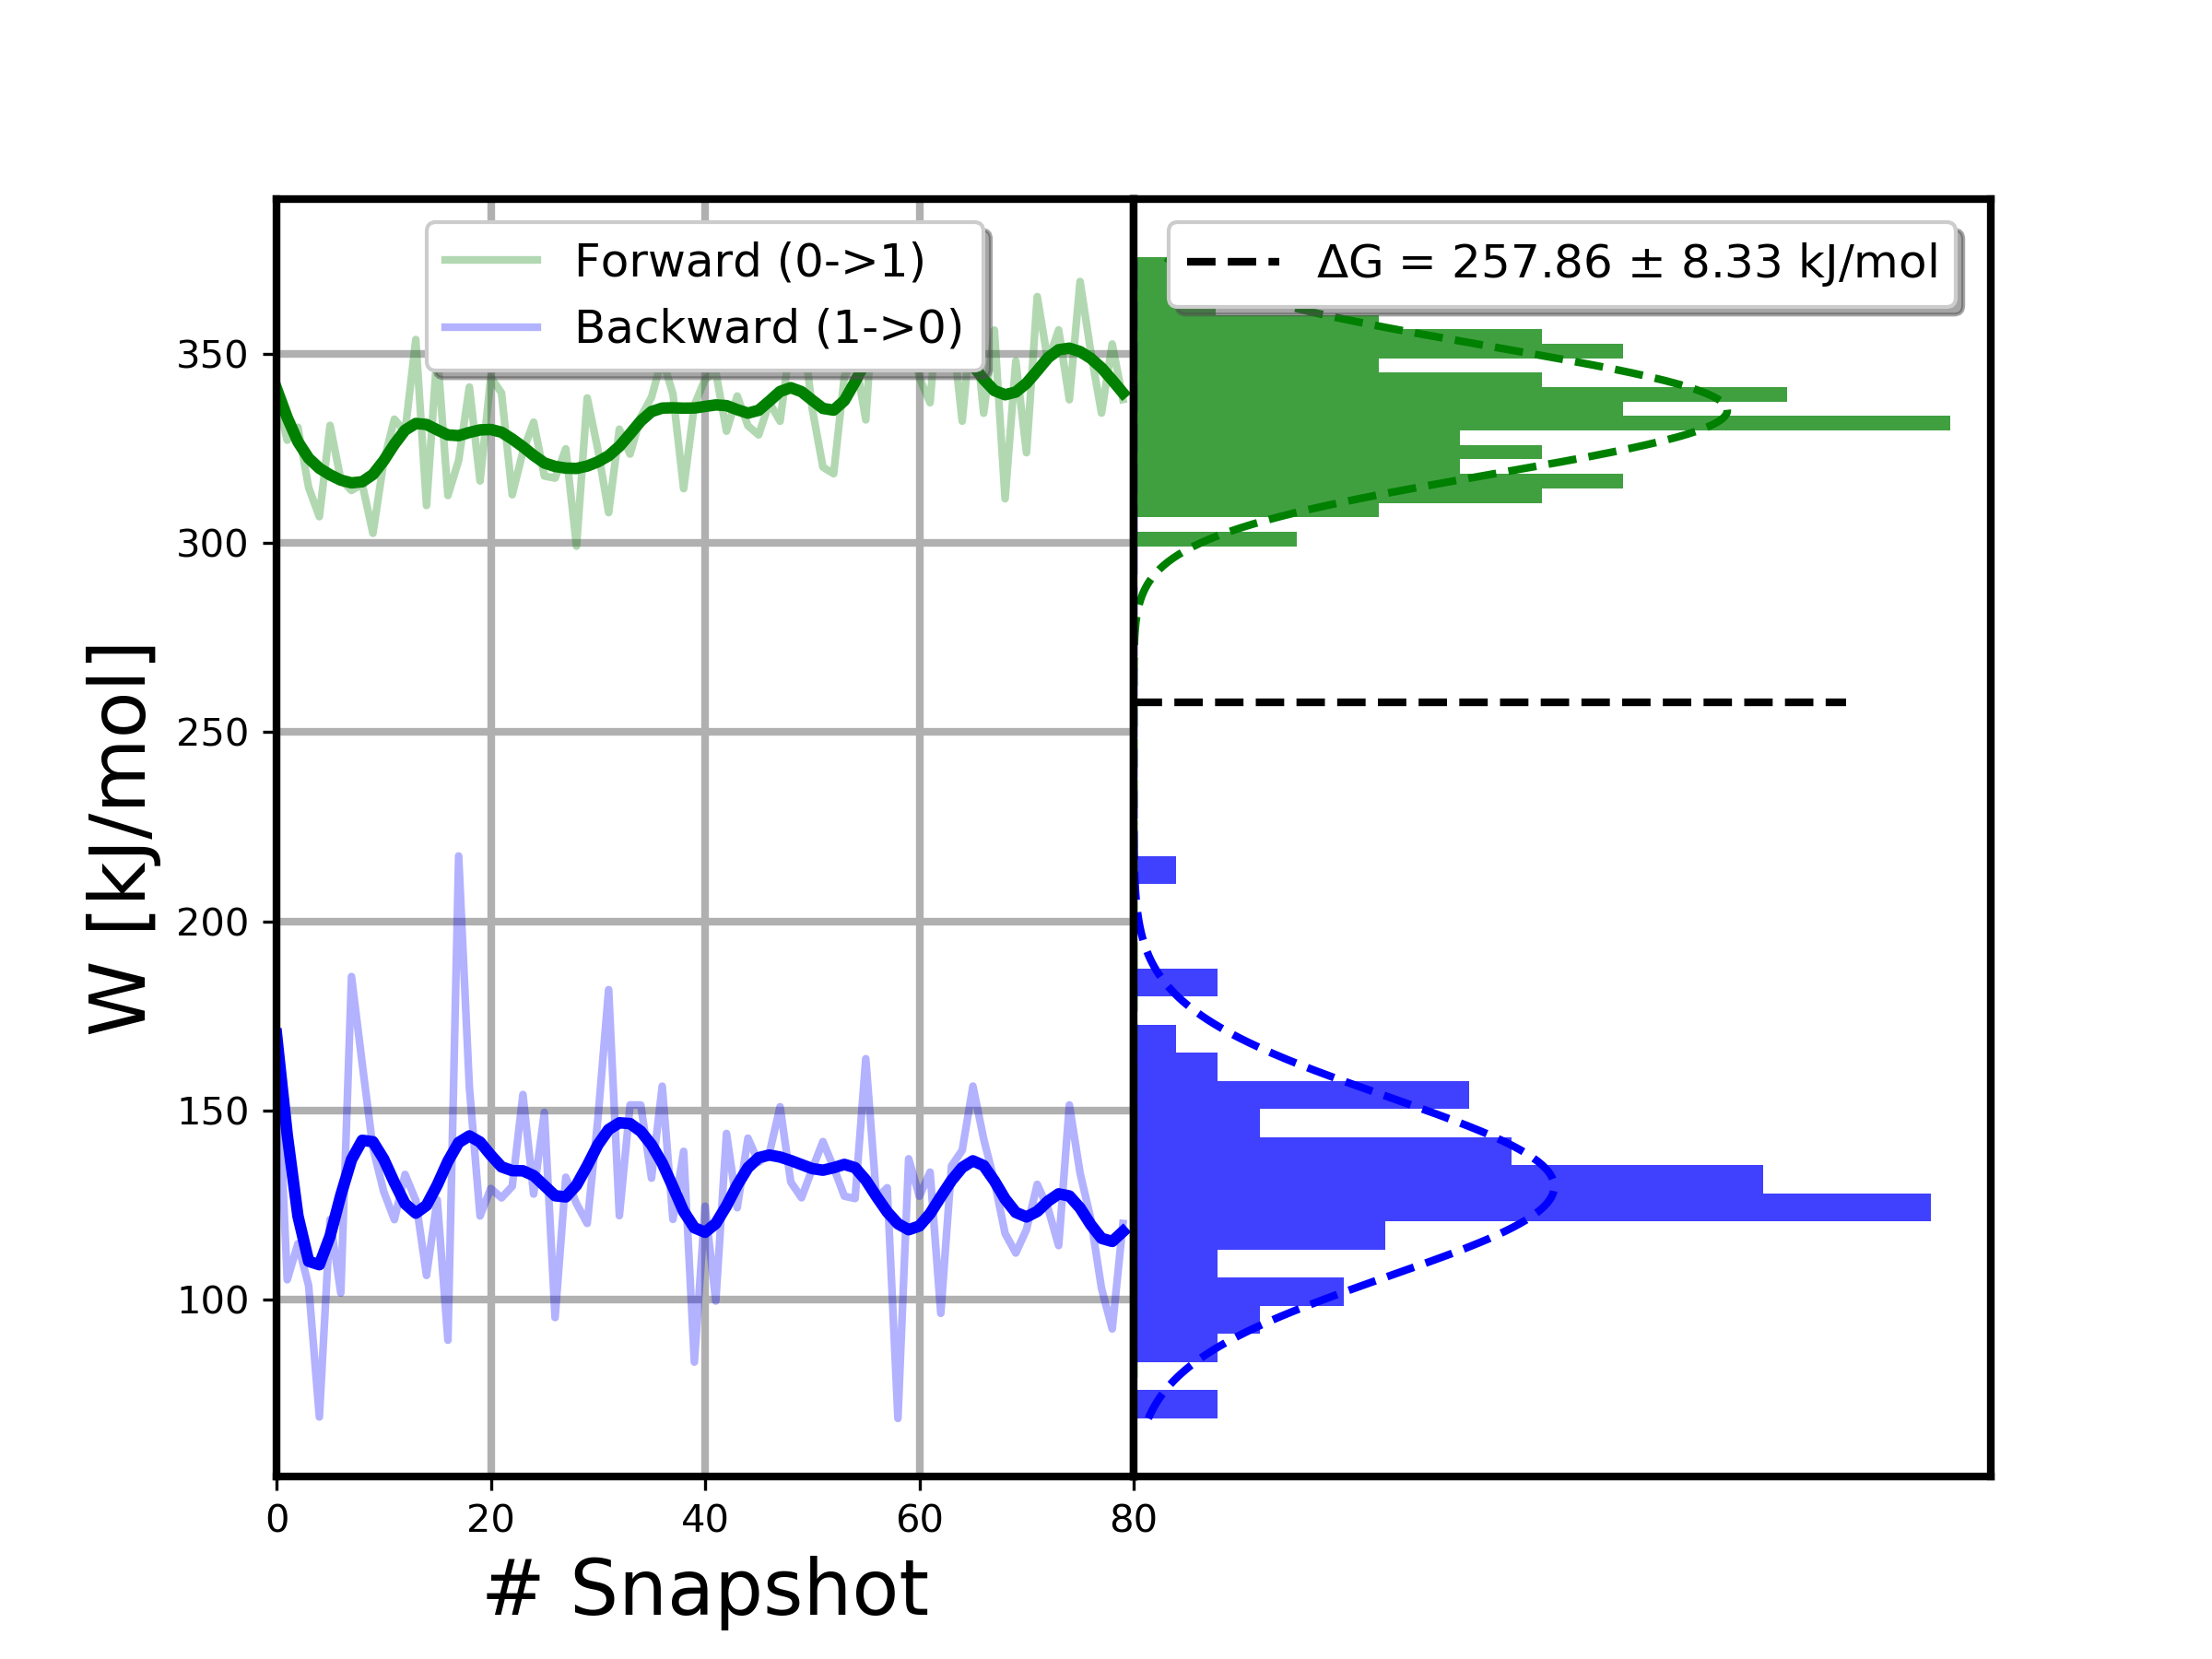 Forward (0->1)
Backward (1->0)
ΔG = 257.86 ± 8.33 kJ/mol
350
300
250
200
150
100
W [kJ/mol]
0 20 40 60 80
# Snapshot